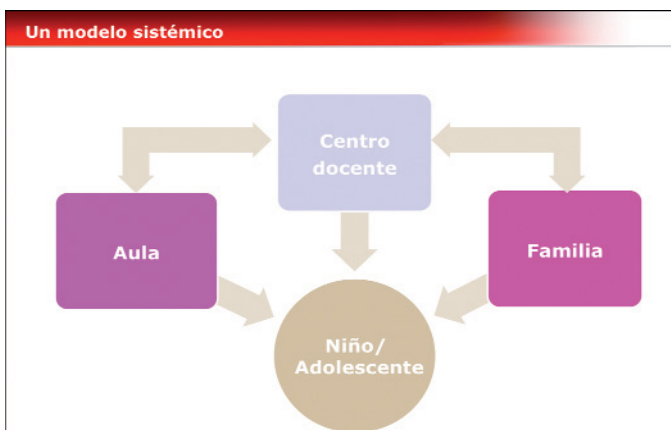 Un modelo sistémico
Centro
docente
Aula
Familia
Niño/
Adolescente